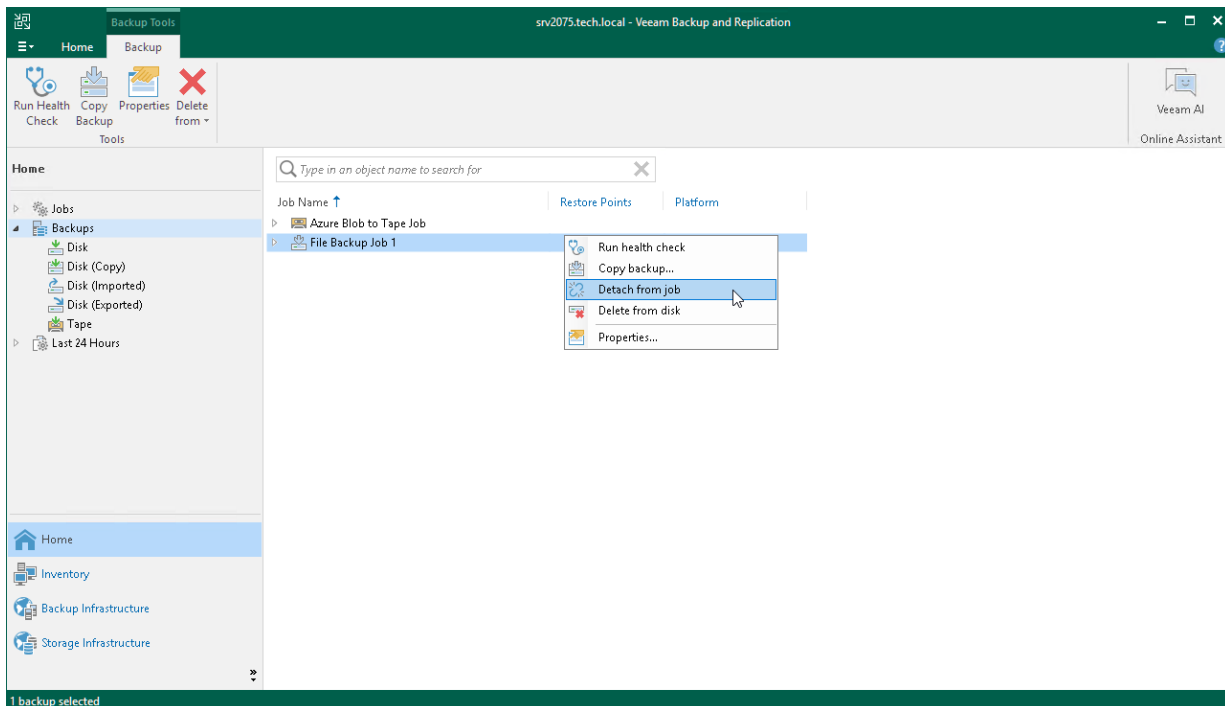 Backup Tools
srv2075.tech.local - Veeam Backup and Replication
Home Backup
Run Health Check
Copy Backup
Properties
Delete from
Tools
Veeam AI
Online Assistant
Home
Type in an object name to search for
Jobs
Backups
Disk
Disk (Copy)
Disk (Imported)
Disk (Exported)
Tape
Last 24 Hours
Job Name Restore Points Platform
Azure Blob to Tape Job
File Backup Job 1
Run health check
Copy backup...
Detach from job
Delete from disk
Properties...
Home
Inventory
Backup Infrastructure
Storage Infrastructure
1 backup selected